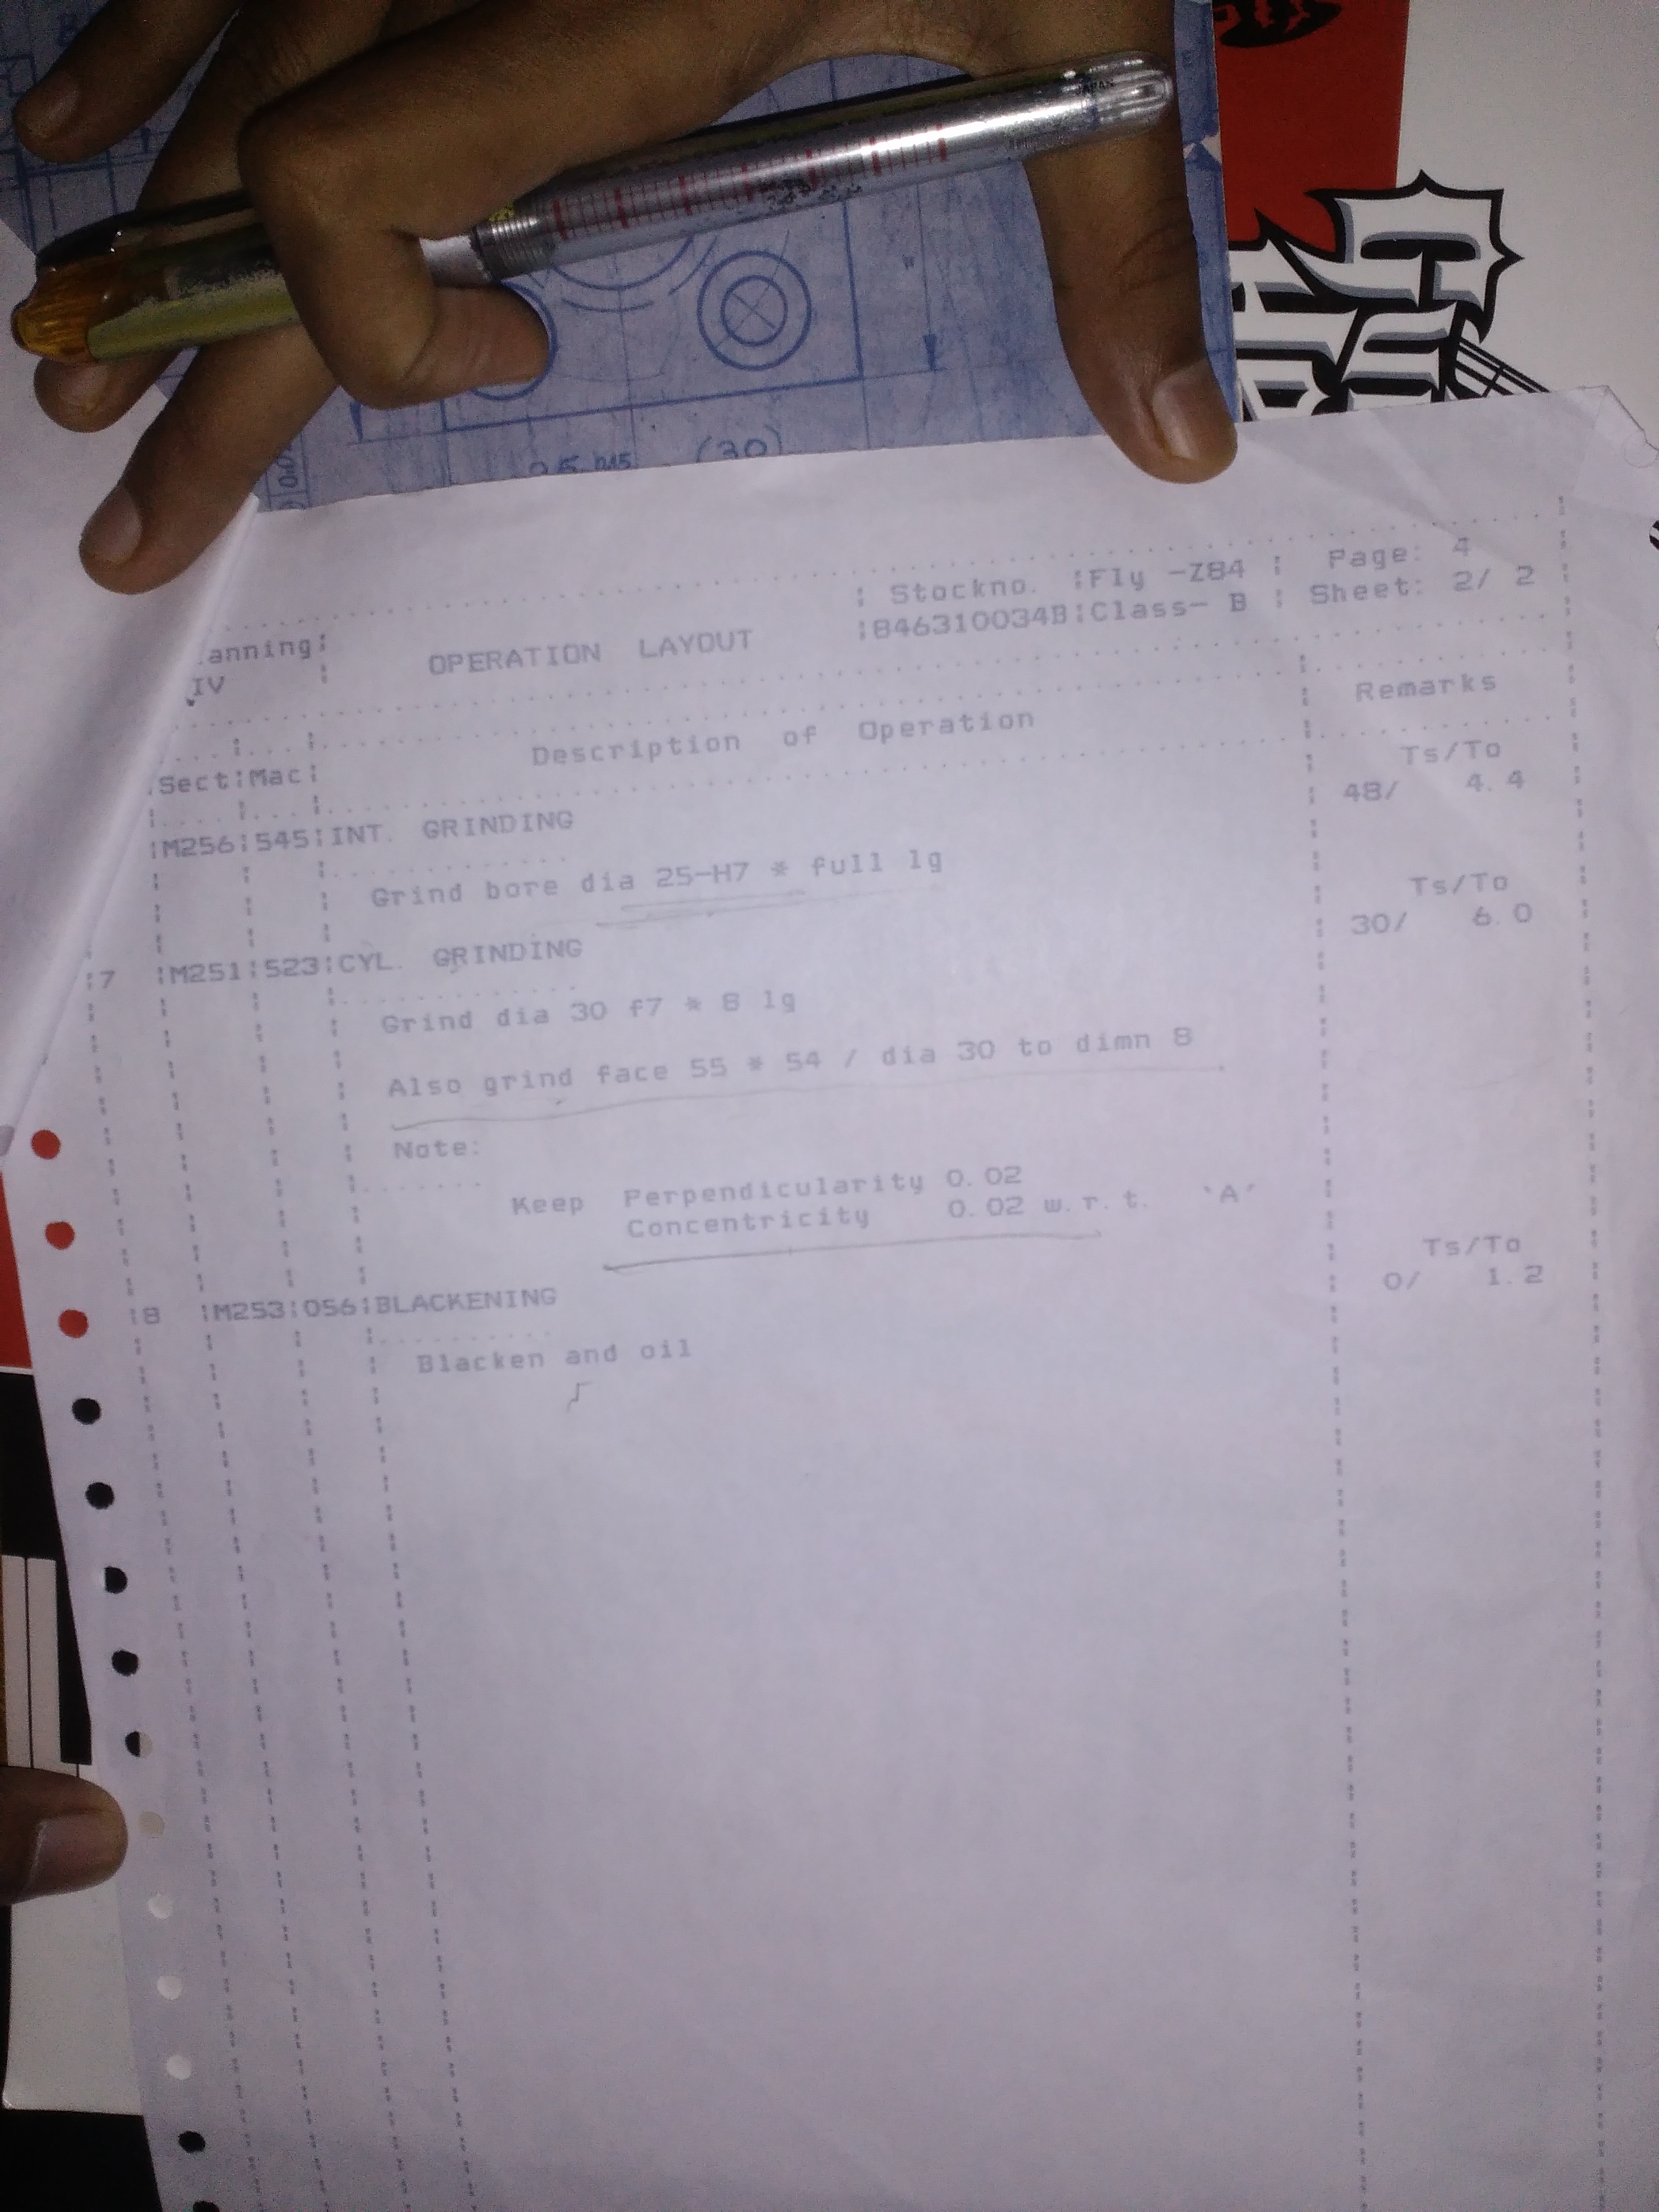 JAPAN
(30)
: Stockno. :Fly -Z84 : Page: 4
anning: OPERATION LAYOUT :846310034B:Class- B : Sheet: 2/ 2
IV
:Sect:Mac: Description of Operation Remarks
Ts/To
:M256:545:INT. GRINDING 48/ 4.4
Grind bore dia 25-H7 * full lg
Ts/To
:7 :M251:523:CYL. GRINDING 30/ 6.0
Grind dia 30 f7 * 8 lg
Also grind face 55 * 54 / dia 30 to dimn 8
Note:
Keep Perpendicularity 0.02
Concentricity 0.02 w.r.t. 'A'
Ts/To
:8 :M253:056:BLACKENING 0/ 1.2
Blacken and oil